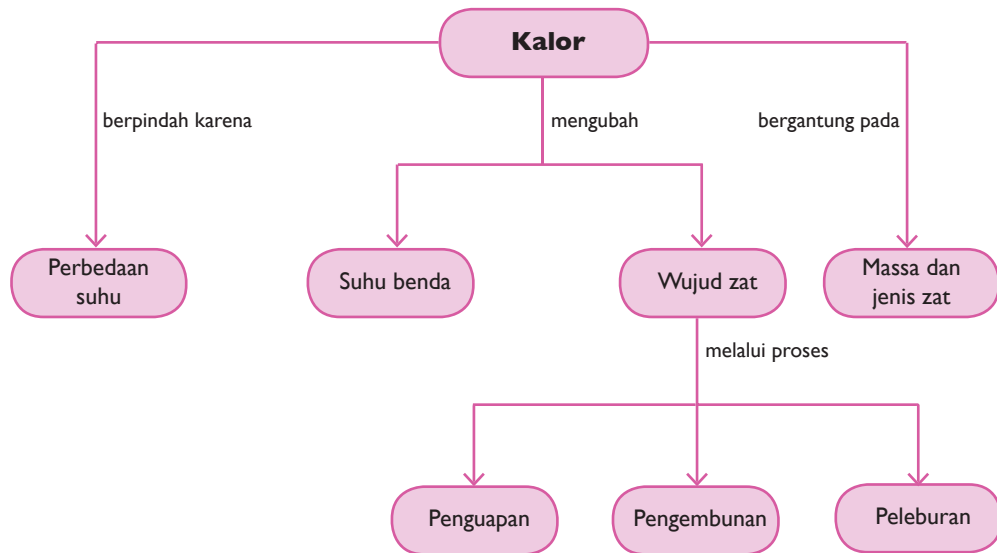 Kalor
berpindah karena
mengubah
bergantung pada
Perbedaan
suhu
Suhu benda
Wujud zat
Massa dan
jenis zat
melalui proses
Penguapan
Pengembunan
Peleburan